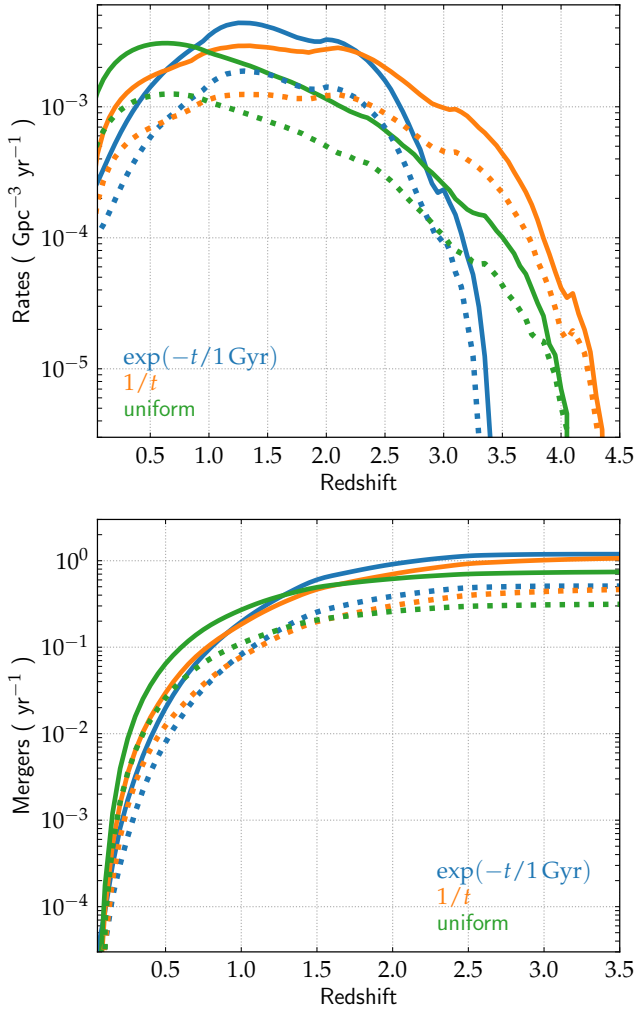 10⁻³
10⁻⁴
10⁻⁵
Rates ( Gpc⁻³ yr⁻¹ )
exp(−t/1 Gyr)
1/t
uniform
0.5 1.0 1.5 2.0 2.5 3.0 3.5 4.0 4.5
Redshift
10⁰
10⁻¹
10⁻²
10⁻³
10⁻⁴
Mergers ( yr⁻¹ )
exp(−t/1 Gyr)
1/t
uniform
0.5 1.0 1.5 2.0 2.5 3.0 3.5
Redshift